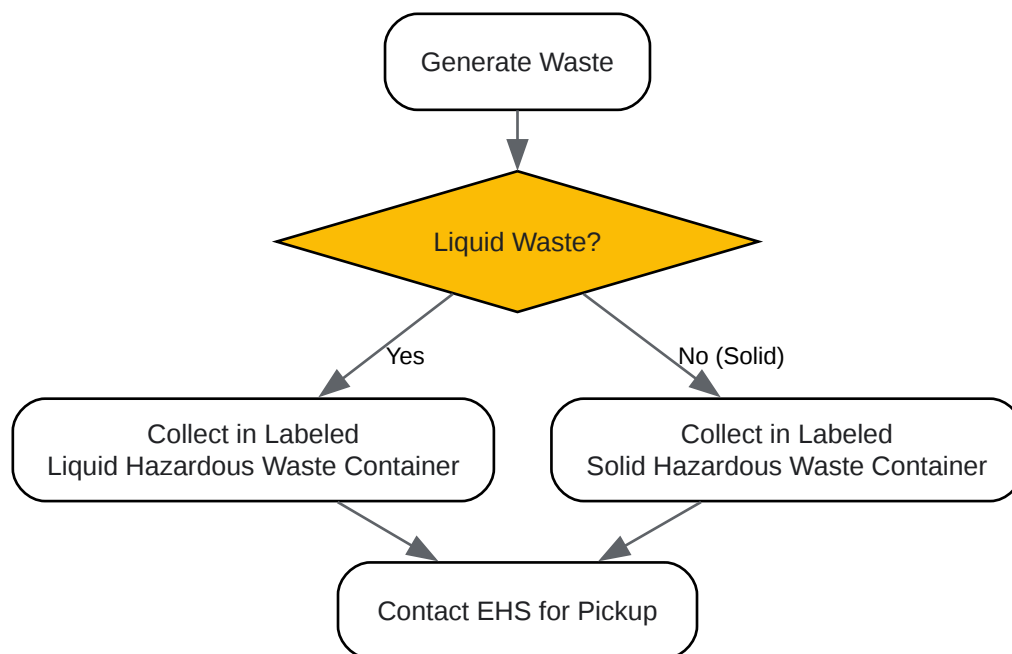 Generate Waste
Liquid Waste?
Yes
No (Solid)
Collect in Labeled
Liquid Hazardous Waste Container
Collect in Labeled
Solid Hazardous Waste Container
Contact EHS for Pickup